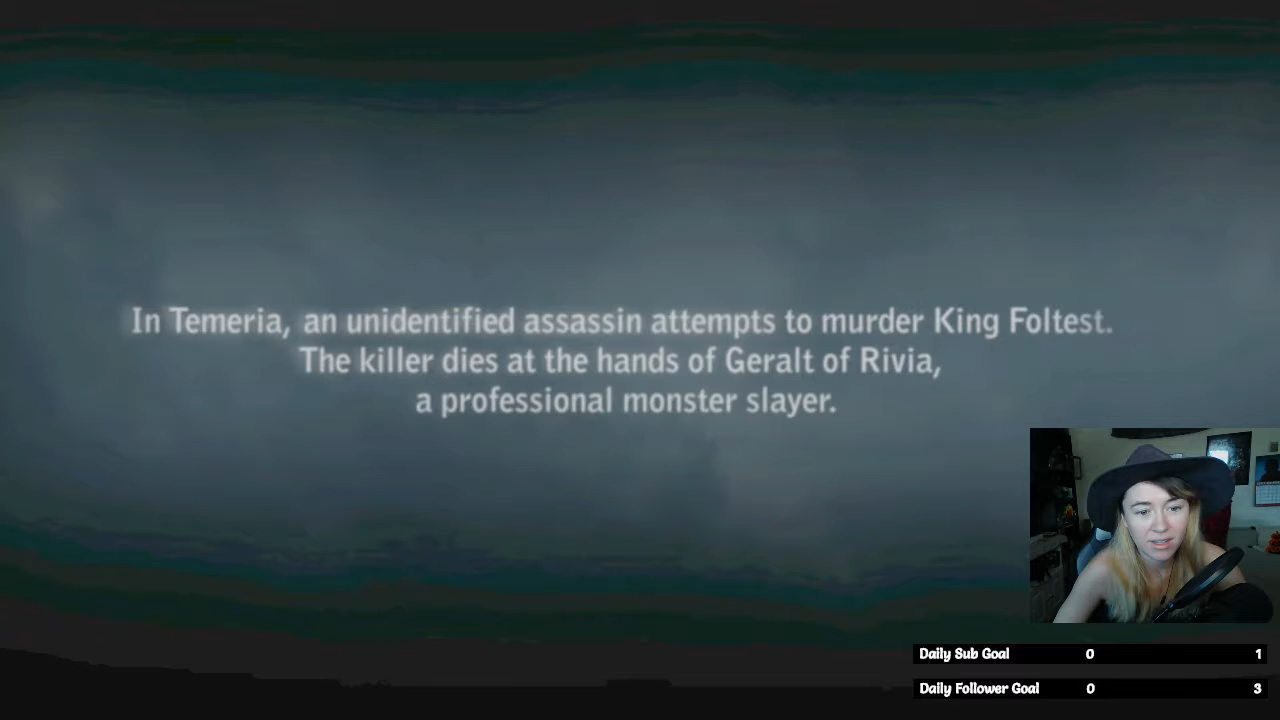 In Temeria, an unidentified assassin attempts to murder King Foltest.
The killer dies at the hands of Geralt of Rivia,
a professional monster slayer.
Daily Sub Goal 0 1
Daily Follower Goal 0 3